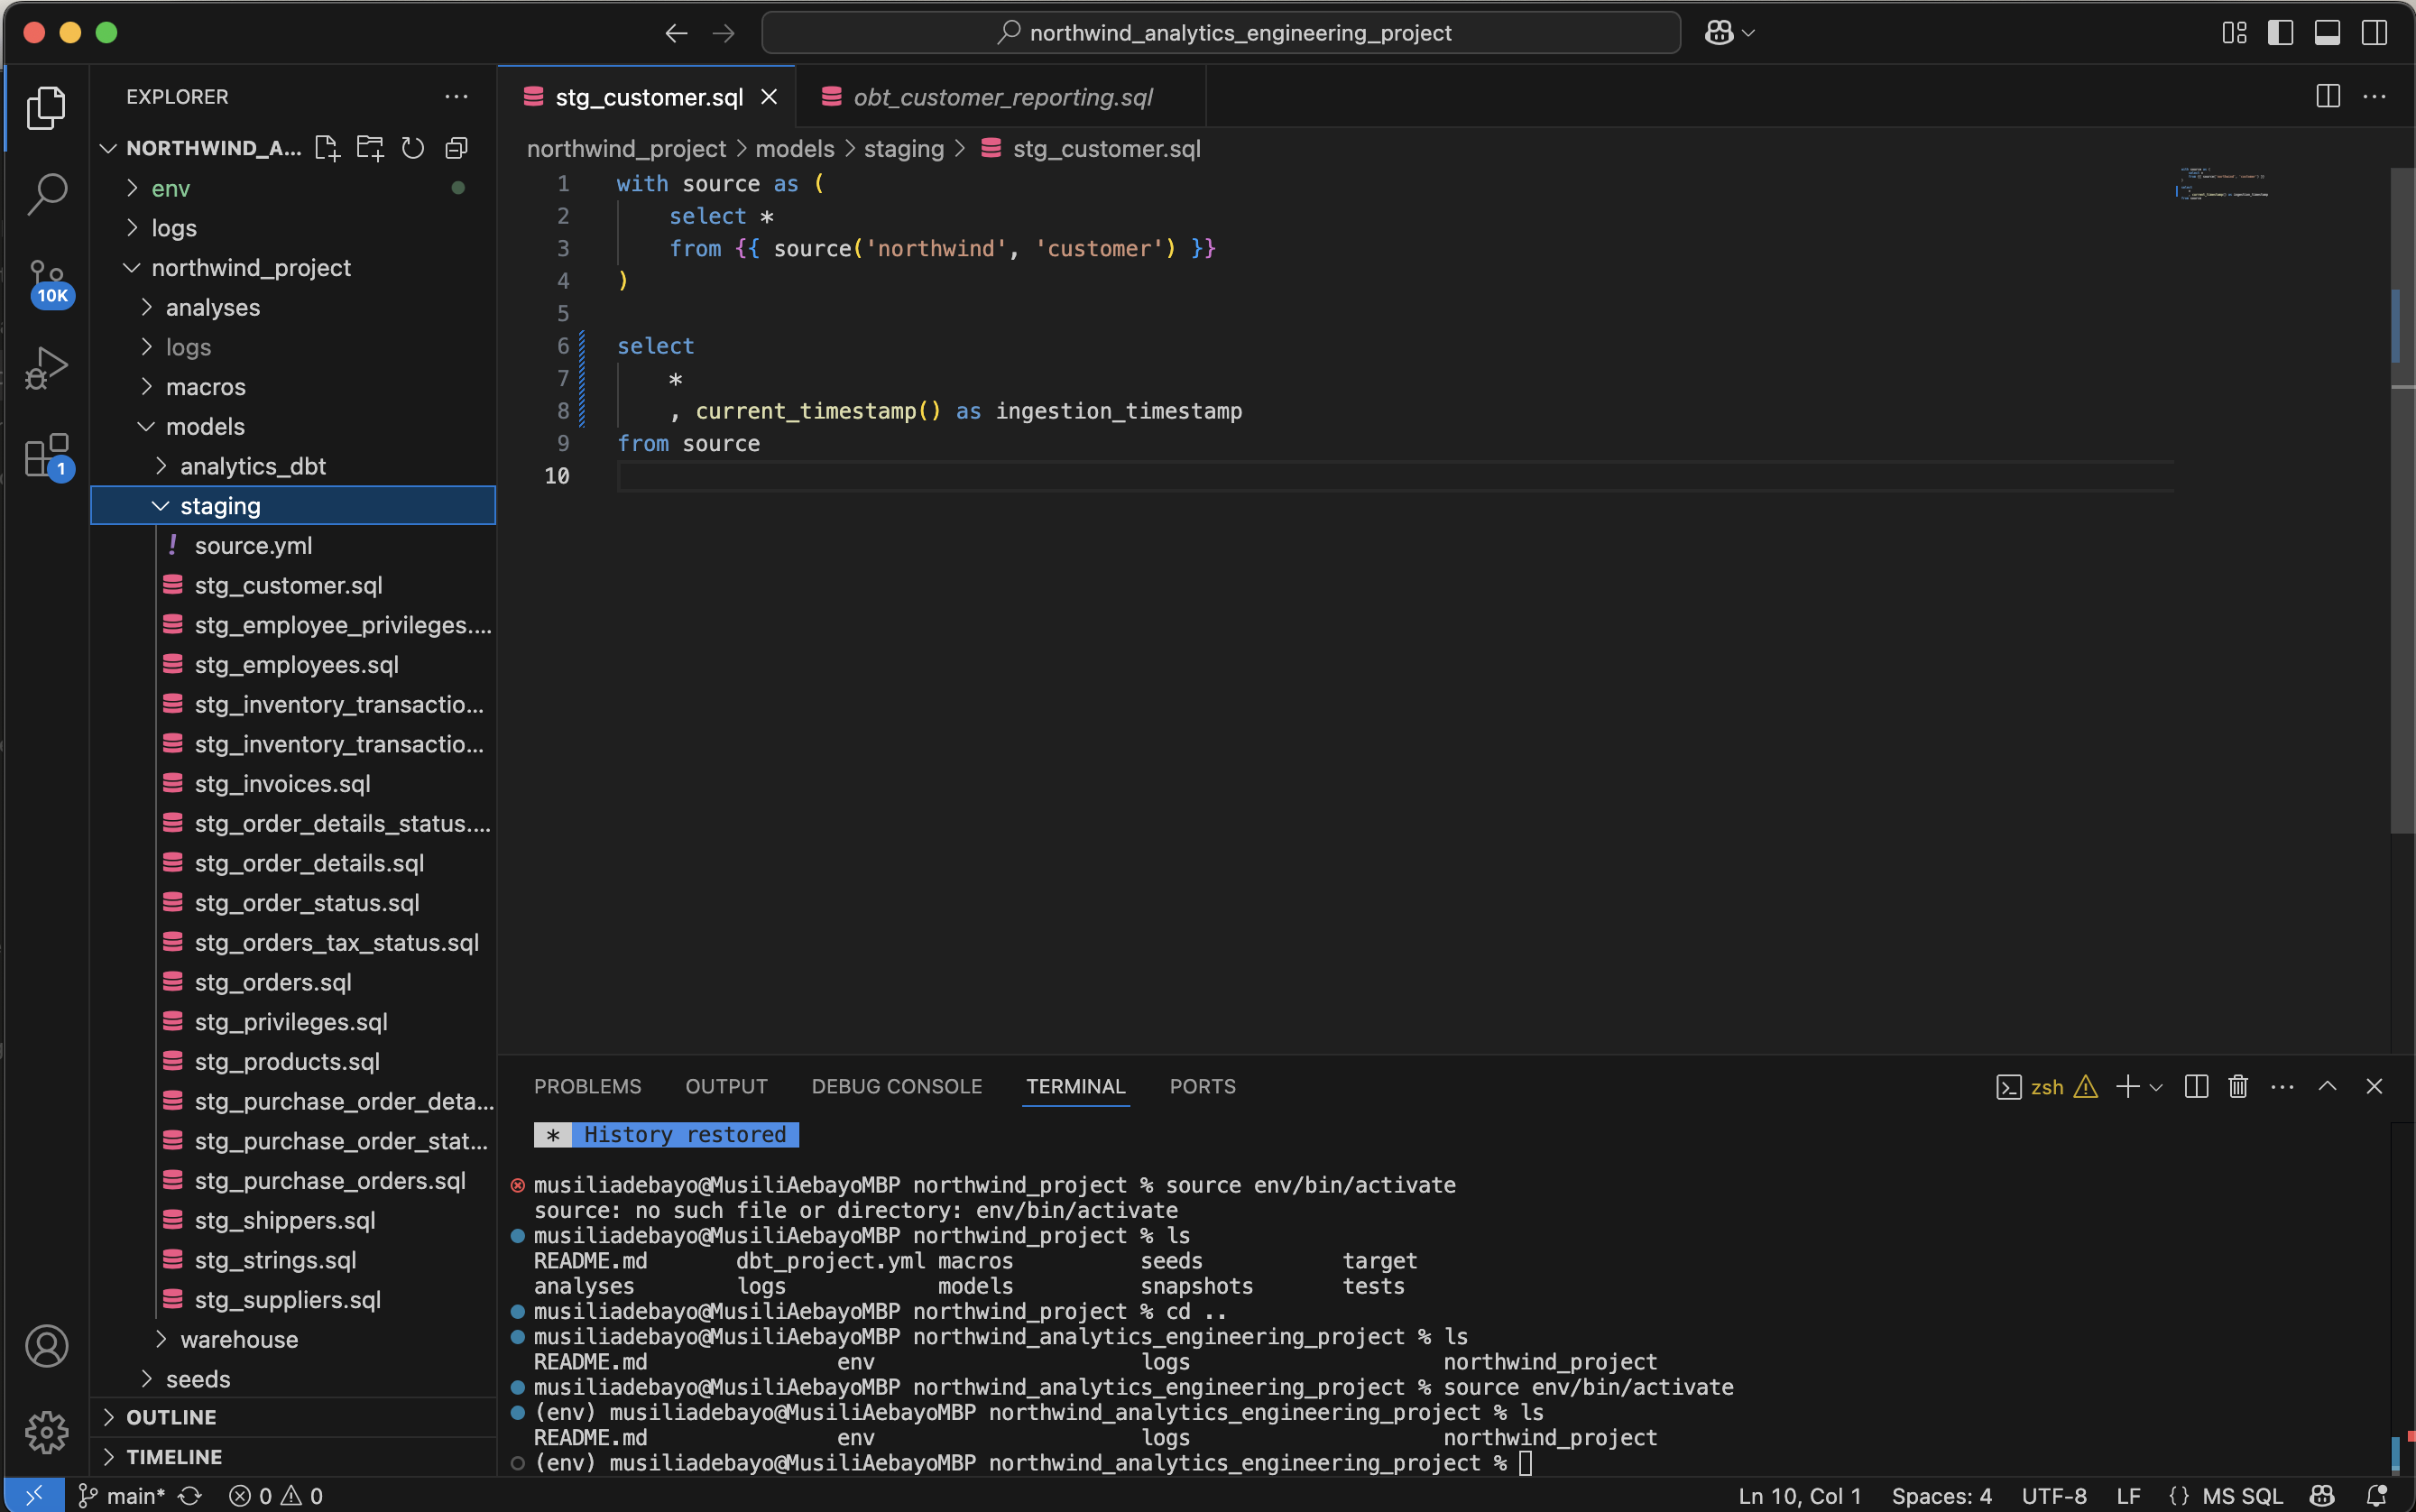 northwind_analytics_engineering_project
EXPLORER
stg_customer.sql
obt_customer_reporting.sql
NORTHWIND_A...
northwind_project > models > staging > stg_customer.sql
env
logs
northwind_project
analyses
logs
macros
models
analytics_dbt
staging
source.yml
stg_customer.sql
stg_employee_privileges....
stg_employees.sql
stg_inventory_transactio...
stg_inventory_transactio...
stg_invoices.sql
stg_order_details_status....
stg_order_details.sql
stg_order_status.sql
stg_orders_tax_status.sql
stg_orders.sql
stg_privileges.sql
stg_products.sql
stg_purchase_order_deta...
stg_purchase_order_stat...
stg_purchase_orders.sql
stg_shippers.sql
stg_strings.sql
stg_suppliers.sql
warehouse
seeds
OUTLINE
TIMELINE
10K
1
1 with source as (
2 select *
3 from {{ source('northwind', 'customer') }}
4 )
5
6 select
7 *
8 , current_timestamp() as ingestion_timestamp
9 from source
10
PROBLEMS OUTPUT DEBUG CONSOLE TERMINAL PORTS
zsh
* History restored
musiliadebayo@MusiliAebayoMBP northwind_project % source env/bin/activate
source: no such file or directory: env/bin/activate
musiliadebayo@MusiliAebayoMBP northwind_project % ls
README.md dbt_project.yml macros seeds target
analyses logs models snapshots tests
musiliadebayo@MusiliAebayoMBP northwind_project % cd ..
musiliadebayo@MusiliAebayoMBP northwind_analytics_engineering_project % ls
README.md env logs northwind_project
musiliadebayo@MusiliAebayoMBP northwind_analytics_engineering_project % source env/bin/activate
(env) musiliadebayo@MusiliAebayoMBP northwind_analytics_engineering_project % ls
README.md env logs northwind_project
(env) musiliadebayo@MusiliAebayoMBP northwind_analytics_engineering_project %
main* 0 0
Ln 10, Col 1 Spaces: 4 UTF-8 LF {} MS SQL